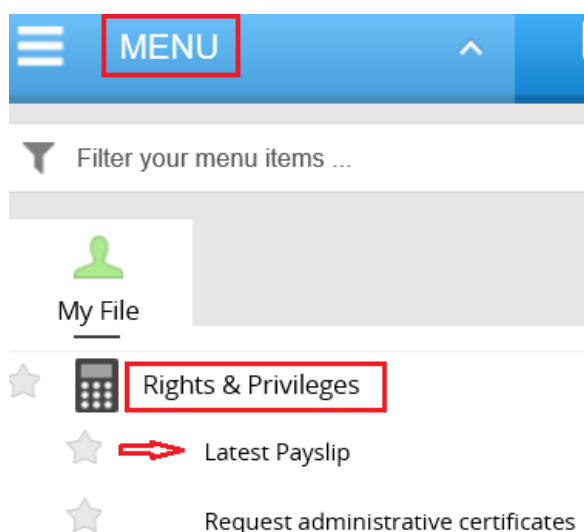 MENU
Filter your menu items ...
My File
Rights & Privileges
Latest Payslip
Request administrative certificates